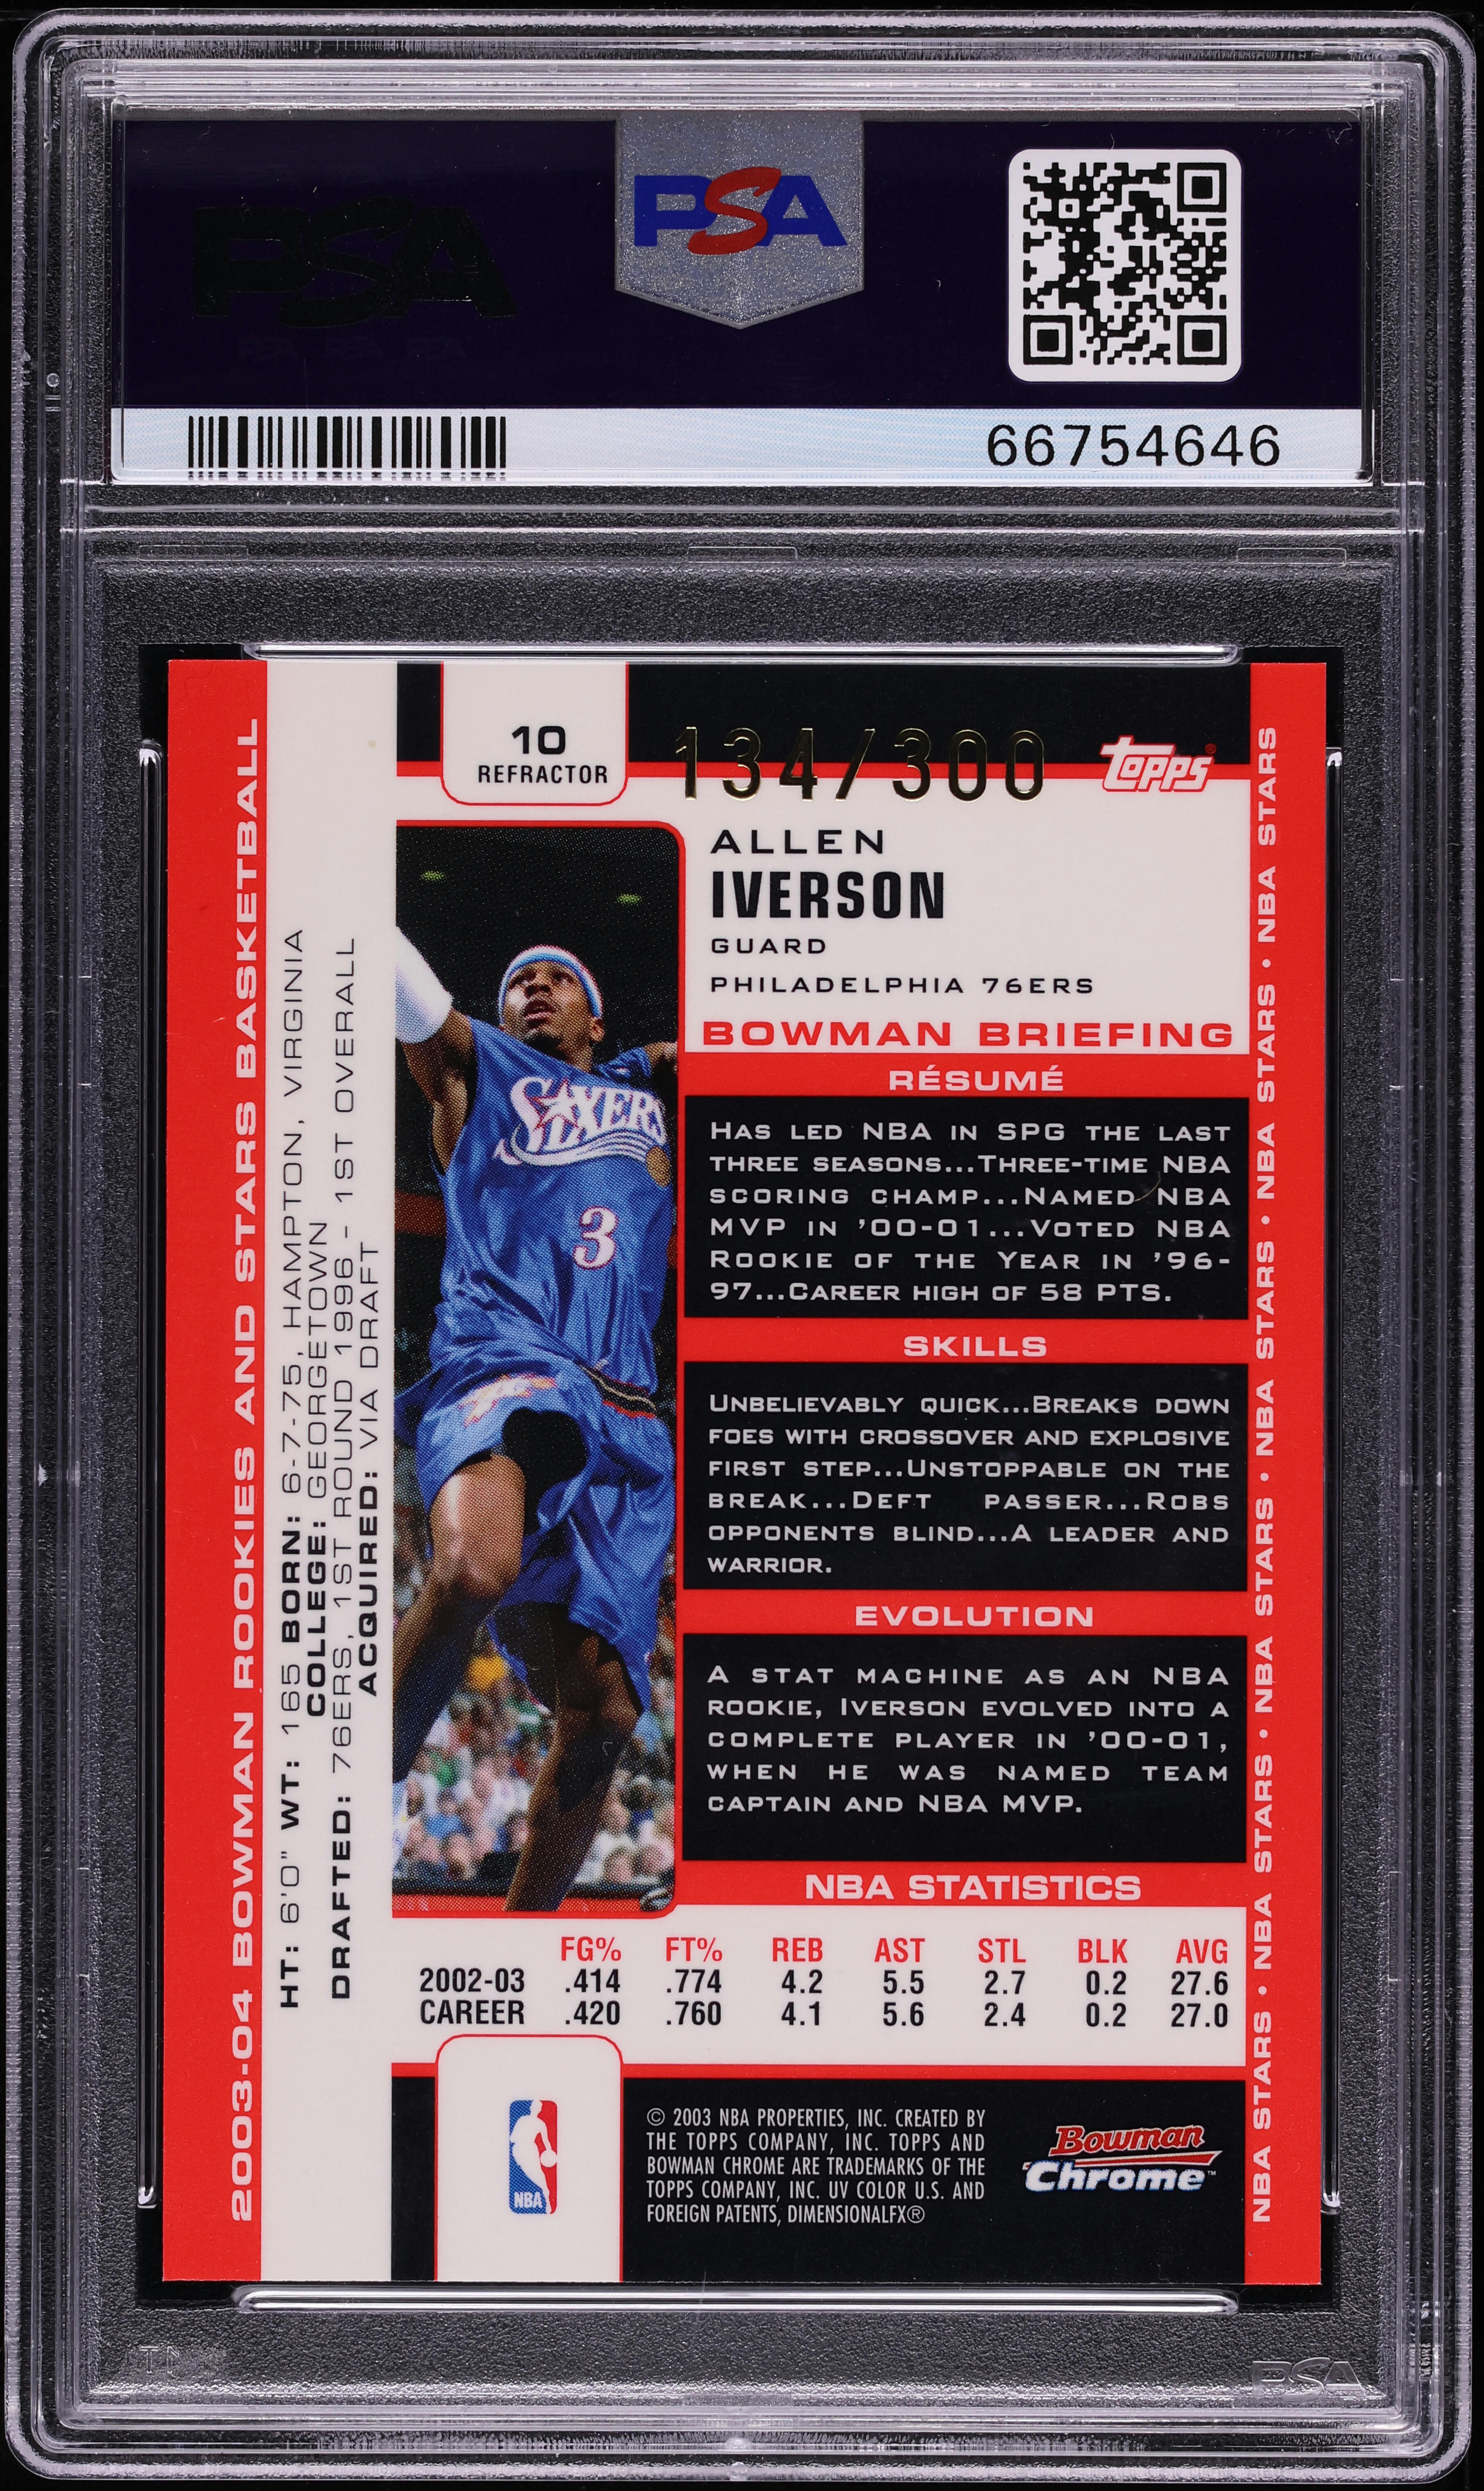 PSA
PSA
66754646
10
REFRACTOR
134/300
topps®
ALLEN
IVERSON
GUARD
PHILADELPHIA 76ERS
BOWMAN BRIEFING
RÉSUMÉ
HAS LED NBA IN SPG THE LAST
THREE SEASONS...THREE-TIME NBA
SCORING CHAMP...NAMED NBA
MVP IN '00-01...VOTED NBA
ROOKIE OF THE YEAR IN '96-
97...CAREER HIGH OF 58 PTS.
SKILLS
UNBELIEVABLY QUICK...BREAKS DOWN
FOES WITH CROSSOVER AND EXPLOSIVE
FIRST STEP...UNSTOPPABLE ON THE
BREAK...DEFT PASSER...ROBS
OPPONENTS BLIND...A LEADER AND
WARRIOR.
EVOLUTION
A STAT MACHINE AS AN NBA
ROOKIE, IVERSON EVOLVED INTO A
COMPLETE PLAYER IN '00-01,
WHEN HE WAS NAMED TEAM
CAPTAIN AND NBA MVP.
NBA STATISTICS
FG% FT% REB AST STL BLK AVG
2002-03 .414 .774 4.2 5.5 2.7 0.2 27.6
CAREER .420 .760 4.1 5.6 2.4 0.2 27.0
2003-04 BOWMAN ROOKIES AND STARS BASKETBALL
HT: 6'0" WT: 165 BORN: 6-7-75, HAMPTON, VIRGINIA
COLLEGE: GEORGETOWN
DRAFTED: 76ERS, 1ST ROUND 1996 - 1ST OVERALL
ACQUIRED: VIA DRAFT
SIXERS
3
NBA STARS • NBA STARS • NBA STARS • NBA STARS • NBA STARS • NBA STARS • NBA STARS • NBA STARS • NBA STARS • NBA STARS • NBA STARS • NBA STARS
NBA
© 2003 NBA PROPERTIES, INC. CREATED BY
THE TOPPS COMPANY, INC. TOPPS AND
BOWMAN CHROME ARE TRADEMARKS OF THE
TOPPS COMPANY, INC. UV COLOR U.S. AND
FOREIGN PATENTS, DIMENSIONALFX®
Bowman
Chrome™
PSA